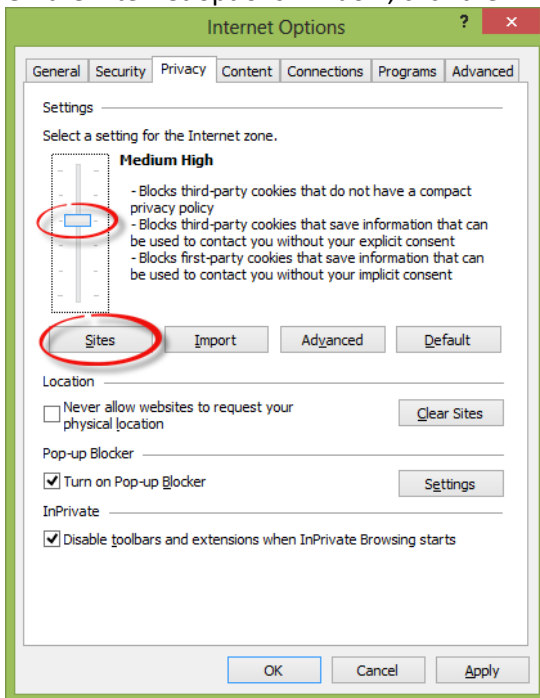 Internet Options
? ×
General Security Privacy Content Connections Programs Advanced
Settings
Select a setting for the Internet zone.
Medium High
- Blocks third-party cookies that do not have a compact
privacy policy
- Blocks third-party cookies that save information that can
be used to contact you without your explicit consent
- Blocks first-party cookies that save information that can
be used to contact you without your implicit consent
Sites Import Advanced Default
Location
Never allow websites to request your
physical location
Clear Sites
Pop-up Blocker
Turn on Pop-up Blocker
Settings
InPrivate
Disable toolbars and extensions when InPrivate Browsing starts
OK Cancel Apply